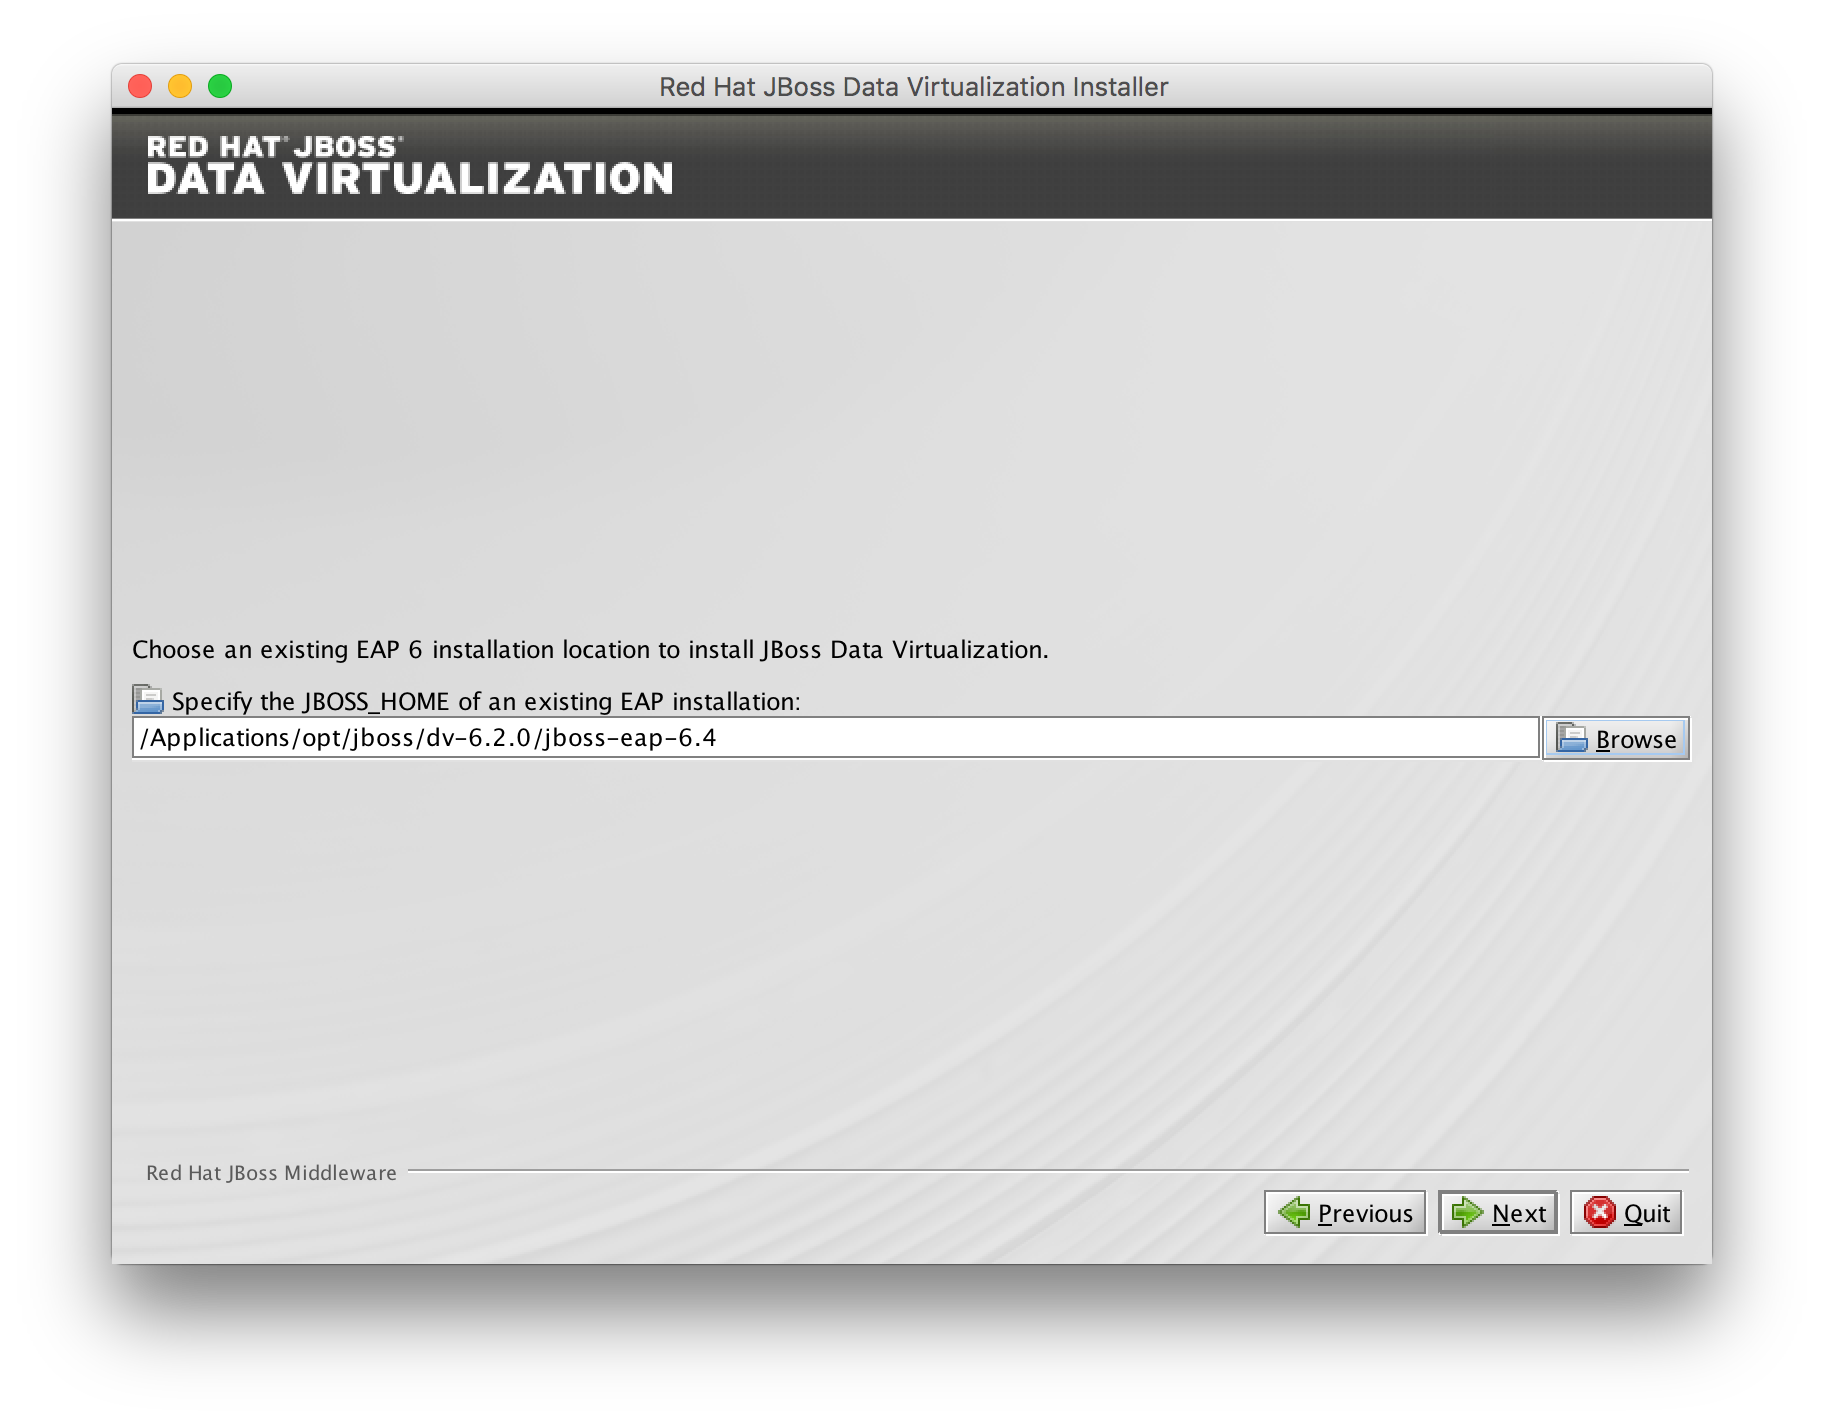 Red Hat JBoss Data Virtualization Installer
RED HAT® JBOSS®
DATA VIRTUALIZATION
Choose an existing EAP 6 installation location to install JBoss Data Virtualization.
Specify the JBOSS_HOME of an existing EAP installation:
/Applications/opt/jboss/dv-6.2.0/jboss-eap-6.4
Browse
Red Hat JBoss Middleware
Previous
Next
Quit